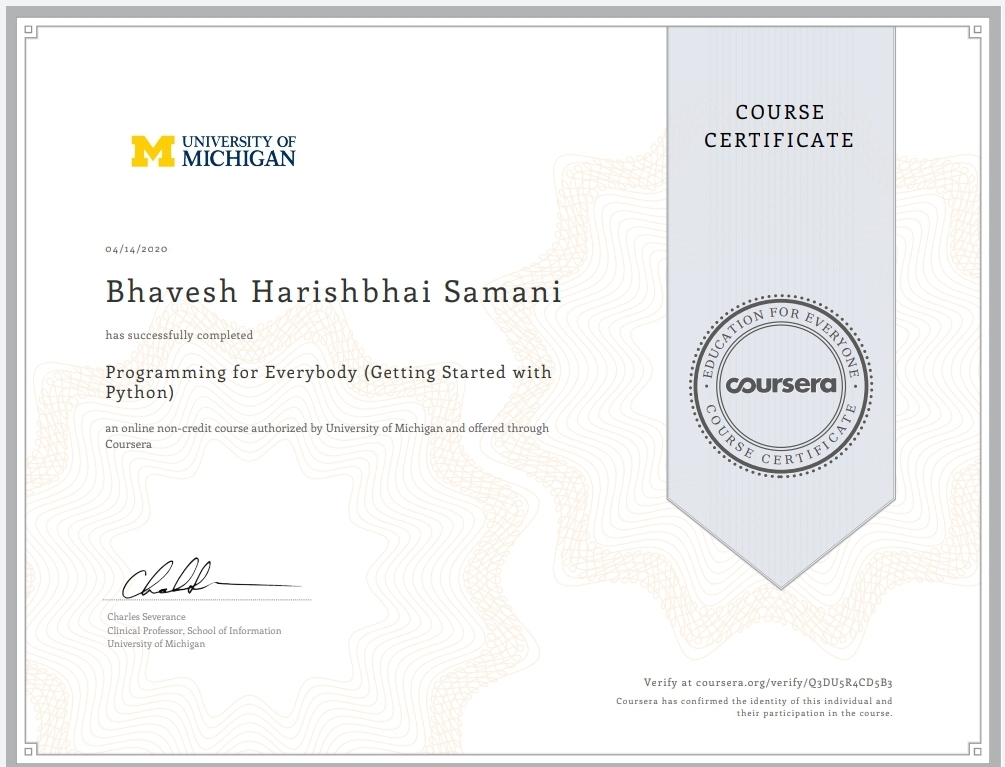 COURSE
CERTIFICATE
UNIVERSITY OF
MICHIGAN
04/14/2020
Bhavesh Harishbhai Samani
has successfully completed
Programming for Everybody (Getting Started with
Python)
an online non-credit course authorized by University of Michigan and offered through
Coursera
EDUCATION FOR EVERYONE
coursera
COURSE CERTIFICATE
Charles Severance
Clinical Professor, School of Information
University of Michigan
Verify at coursera.org/verify/Q3DU5R4CD5B3
Coursera has confirmed the identity of this individual and
their participation in the course.